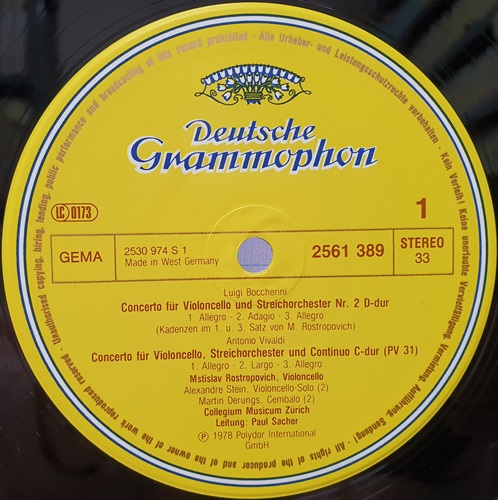 Deutsche
Grammophon
LC 0173
1
GEMA
2530 974 S 1
Made in West Germany
2561 389
STEREO
33
Luigi Boccherini
Concerto für Violoncello und Streichorchester Nr. 2 D-dur
1. Allegro - 2. Adagio - 3. Allegro
(Kadenzen im 1. u. 3. Satz von M. Rostropovich)
Antonio Vivaldi
Concerto für Violoncello, Streichorchester und Continuo C-dur (PV 31)
1. Allegro - 2. Largo - 3. Allegro
Mstislav Rostropovich, Violoncello
Alexandre Stein, Violoncello-Solo (2)
Martin Derungs, Cembalo (2)
Collegium Musicum Zürich
Leitung: Paul Sacher
℗ 1978 Polydor International
GmbH
Alle Urheber- und Leistungsschutzrechte vorbehalten · Kein Verleih! Keine unerlaubte Vervielfältigung, Vermietung, Aufführung, Sendung! · All rights of the producer and of the owner of the work reproduced reserved · Unauthorised copying, hiring, lending, public performance and broadcasting of this record prohibited ·